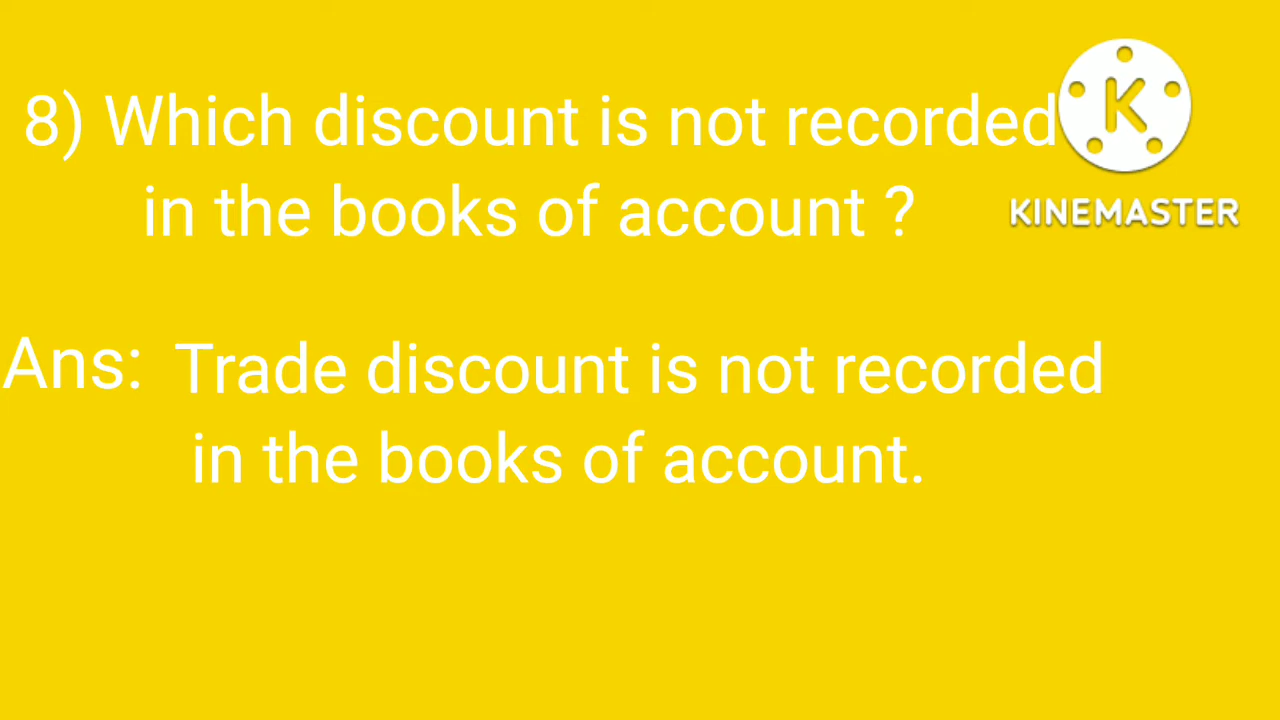 8) Which discount is not recorded
in the books of account ?
K
KINEMASTER
Ans: Trade discount is not recorded
in the books of account.